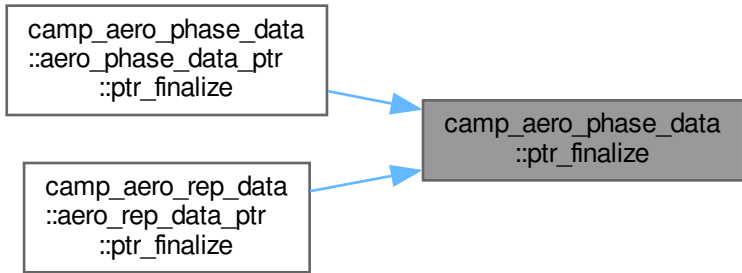 camp_aero_phase_data
::aero_phase_data_ptr
::ptr_finalize
camp_aero_phase_data
::ptr_finalize
camp_aero_rep_data
::aero_rep_data_ptr
::ptr_finalize